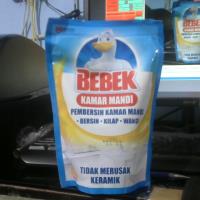 BEBEK
KAMAR MANDI
PEMBERSIH KAMAR MANDI
• BERSIH • KILAP • WANGI
TIDAK MERUSAK
KERAMIK